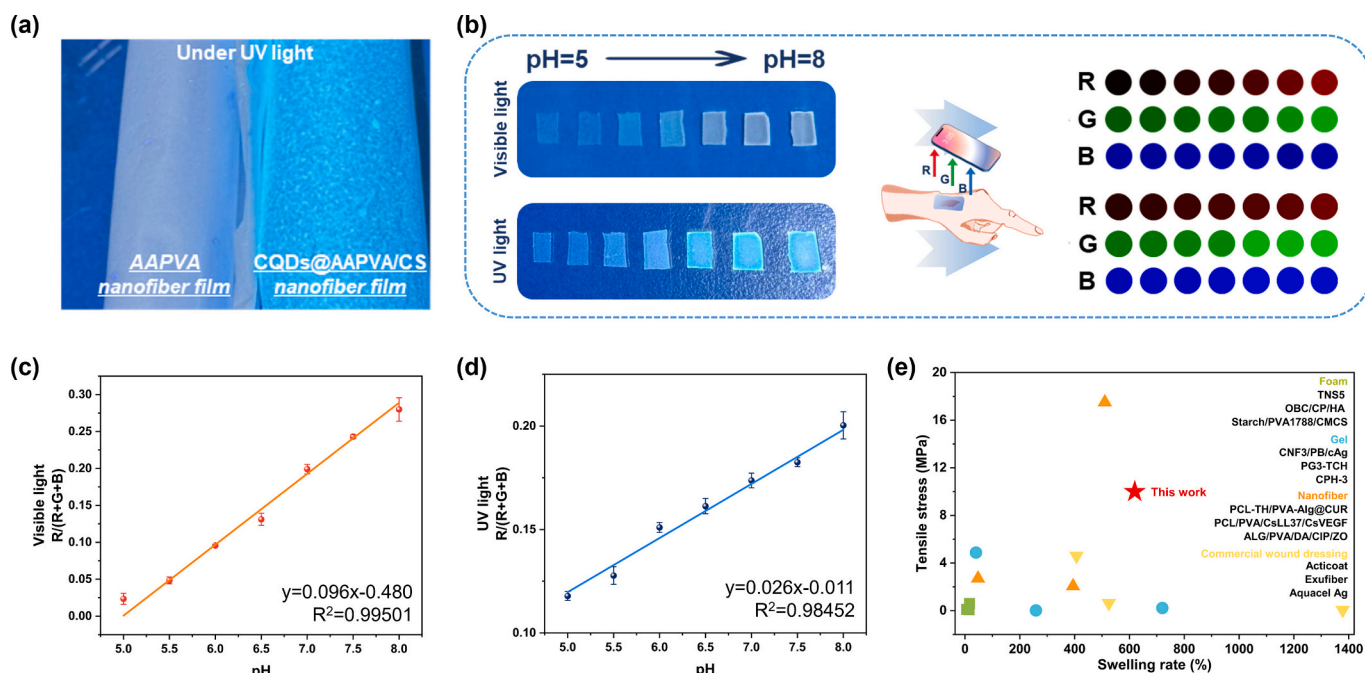 (a)
Under UV light
AAPVA
nanofiber film
CQDs@AAPVA/CS
nanofiber film
(b)
pH=5
pH=8
Visible light
UV light
R
G
B
R
G
B
R
G
B
(c)
Visible light
R/(R+G+B)
0.30
0.25
0.20
0.15
0.10
0.05
0.00
y=0.096x-0.480
R²=0.99501
5.0 5.5 6.0 6.5 7.0 7.5 8.0
pH
(d)
UV light
R/(R+G+B)
0.20
0.15
0.10
y=0.026x-0.011
R²=0.98452
5.0 5.5 6.0 6.5 7.0 7.5 8.0
pH
(e)
Tensile stress (MPa)
20
16
12
8
4
0
Foam
TNS5
OBC/CP/HA
Starch/PVA1788/CMCS
Gel
CNF3/PB/cAg
PG3-TCH
CPH-3
This work
Nanofiber
PCL-TH/PVA-Alg@CUR
PCL/PVA/CsLL37/CsVEGF
ALG/PVA/DA/CIP/ZO
Commercial wound dressing
Acticoat
Exufiber
Aquacel Ag
0 200 400 600 800 1000 1200 1400
Swelling rate (%)